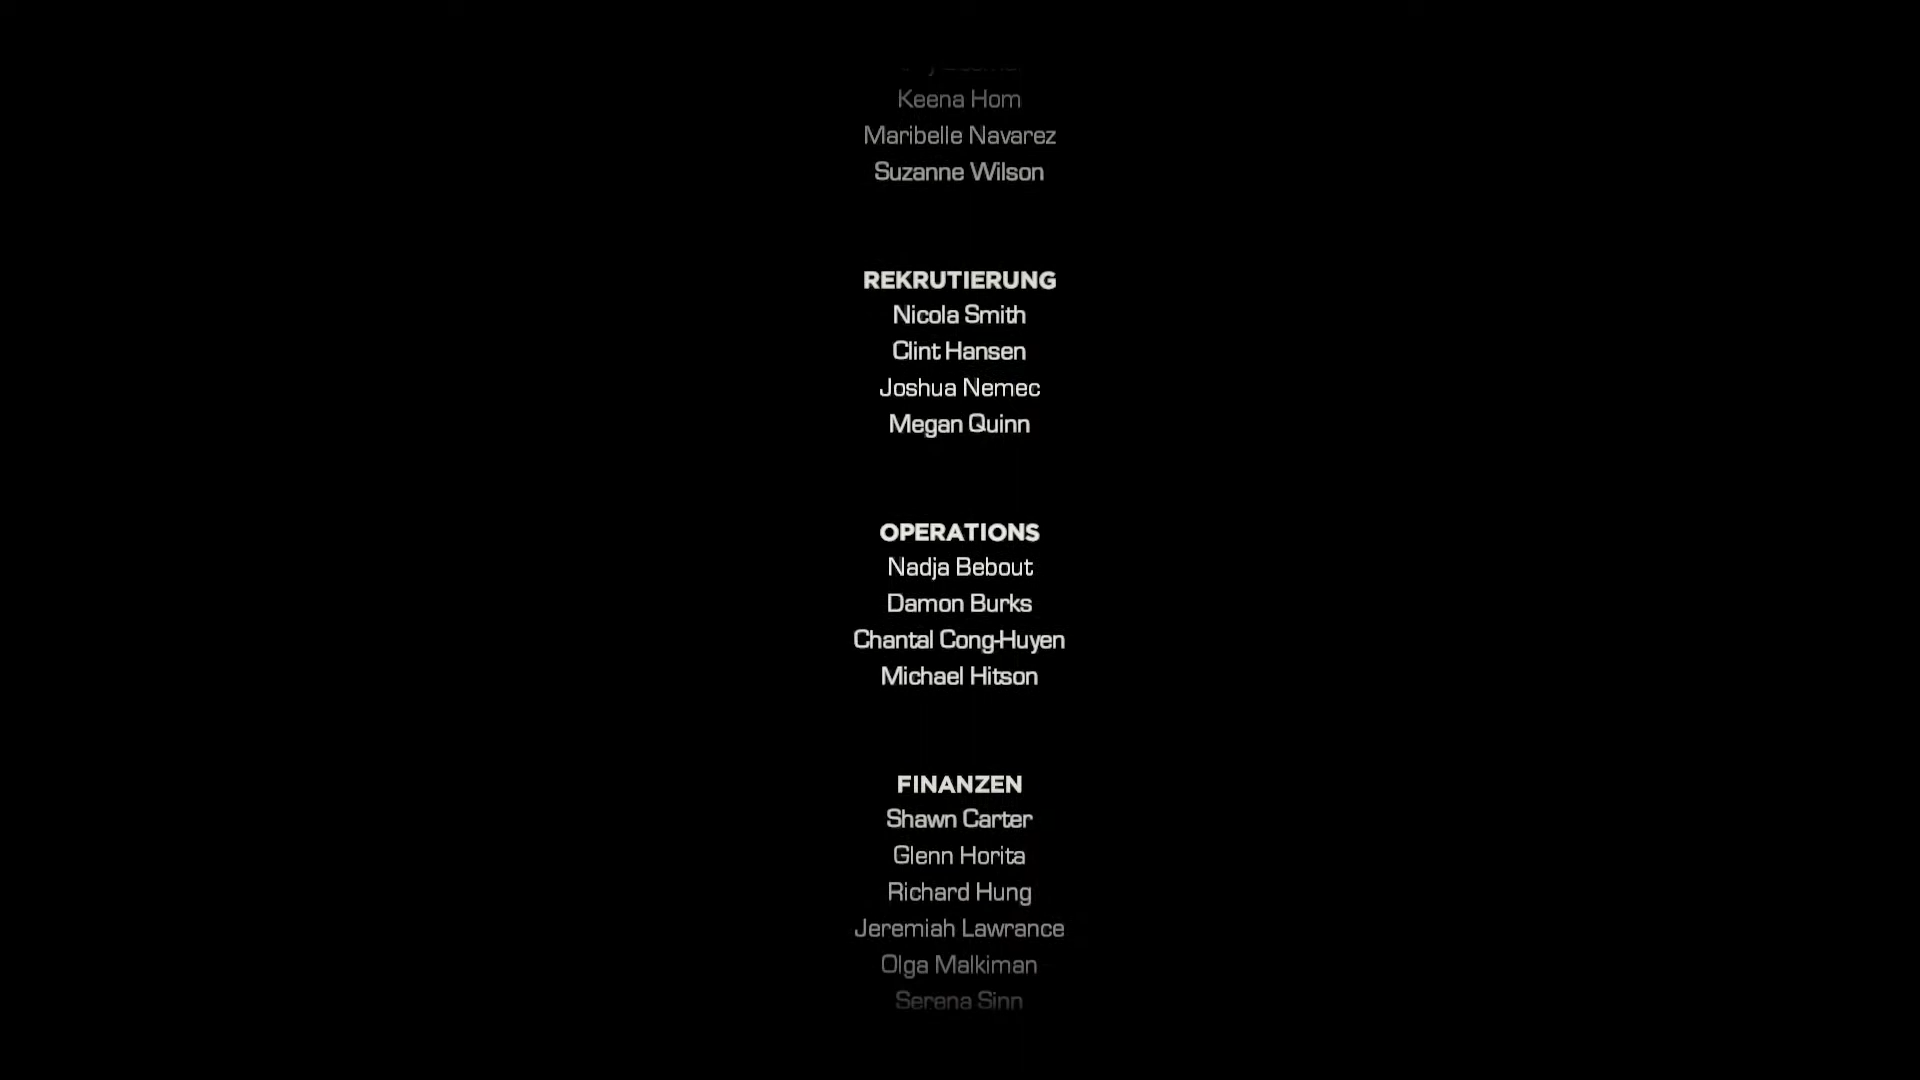 Keena Hom
Maribelle Navarez
Suzanne Wilson
REKRUTIERUNG
Nicola Smith
Clint Hansen
Joshua Nemec
Megan Quinn
OPERATIONS
Nadja Bebout
Damon Burks
Chantal Cong-Huyen
Michael Hitson
FINANZEN
Shawn Carter
Glenn Horita
Richard Hung
Jeremiah Lawrance
Olga Malkiman
Serena Sinn